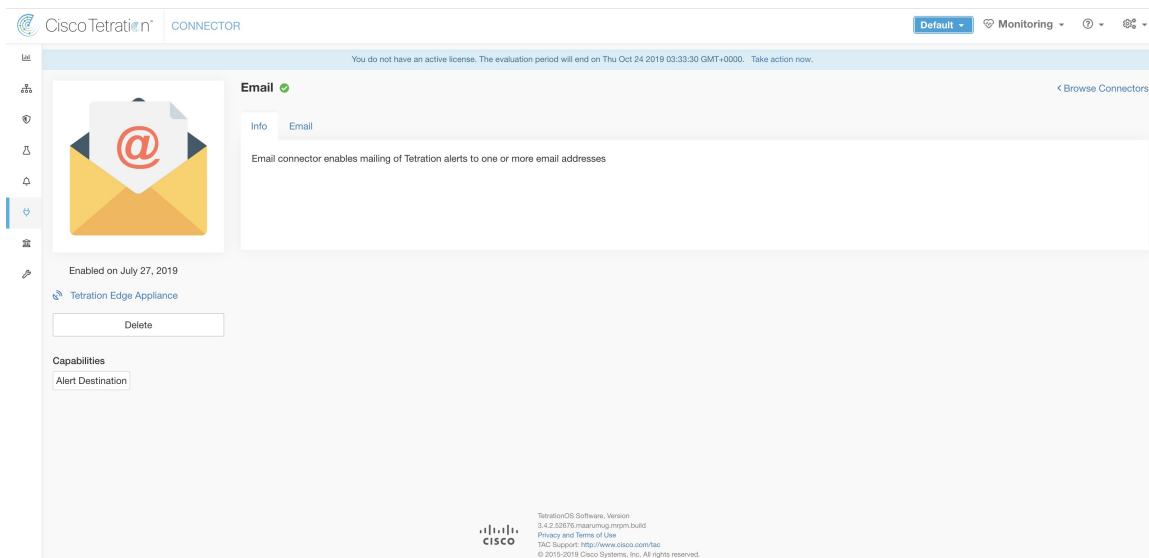 Cisco Tetration™ CONNECTOR Default Monitoring
You do not have an active license. The evaluation period will end on Thu Oct 24 2019 03:33:30 GMT+0000. Take action now.
Email < Browse Connectors
Info Email
@
Email connector enables mailing of Tetration alerts to one or more email addresses
Enabled on July 27, 2019
Tetration Edge Appliance
Delete
Capabilities
Alert Destination
CISCO
TetrationOS Software, Version
3.4.2.52676.maarumug.mrpm.build
Privacy and Terms of Use
TAC Support: http://www.cisco.com/tac
© 2015-2019 Cisco Systems, Inc. All rights reserved.